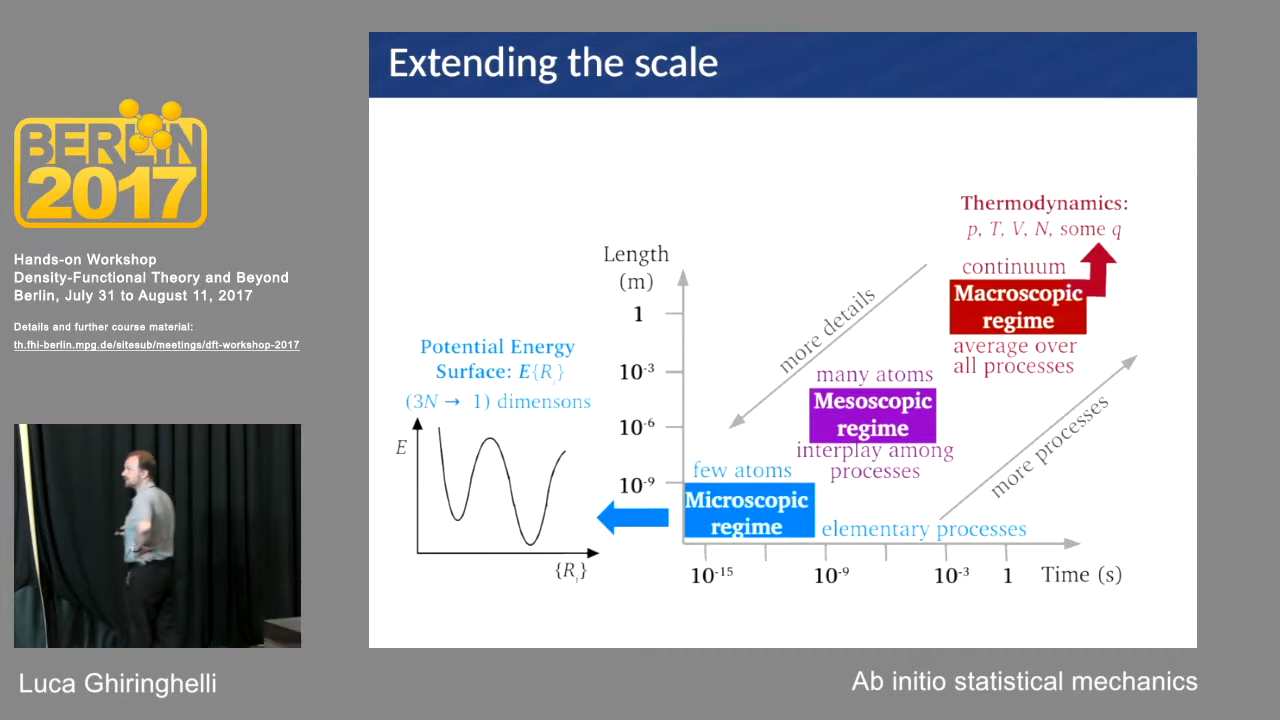 Extending the scale
BERLIN
2017
Hands-on Workshop
Density-Functional Theory and Beyond
Berlin, July 31 to August 11, 2017
Details and further course material:
th.fhi-berlin.mpg.de/sitesub/meetings/dft-workshop-2017
Thermodynamics:
p, T, V, N, some q
continuum
Macroscopic
regime
average over
all processes
Length
(m)
1
10-3
10-6
10-9
more details
many atoms
Mesoscopic
regime
interplay among
processes
more processes
few atoms
Microscopic
regime
elementary processes
10-15
10-9
10-3
1
Time (s)
Potential Energy
Surface: E{Ri}
(3N → 1) dimensons
E
{Ri}
Luca Ghiringhelli
Ab initio statistical mechanics